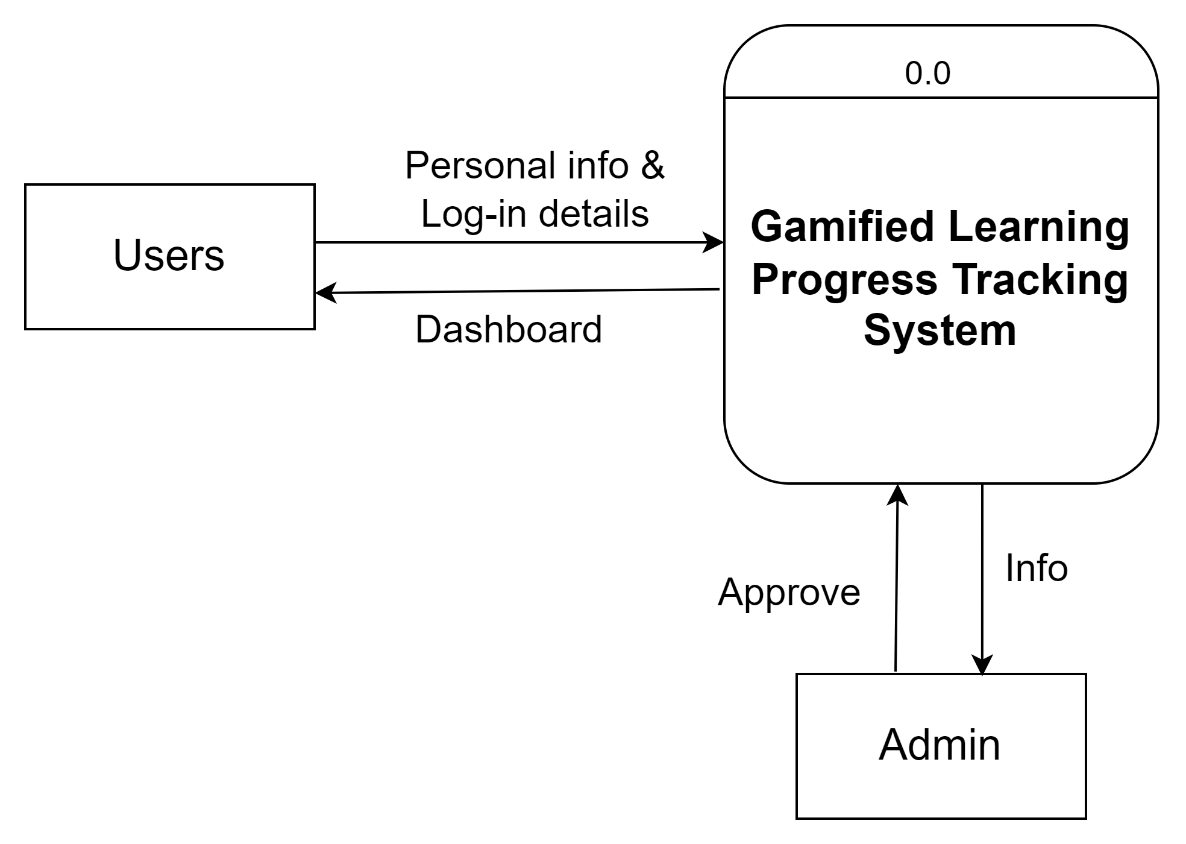 0.0
Personal info &
Log-in details
Users
Gamified Learning
Progress Tracking
System
Dashboard
Approve
Info
Admin